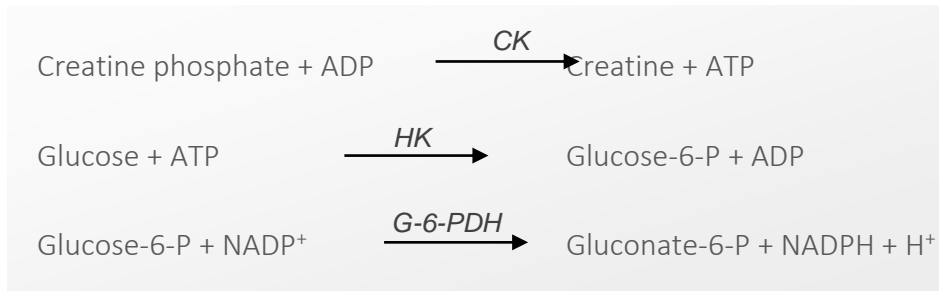 CK
Creatine phosphate + ADP Creatine + ATP
HK
Glucose + ATP Glucose-6-P + ADP
G-6-PDH
Glucose-6-P + NADP⁺ Gluconate-6-P + NADPH + H⁺